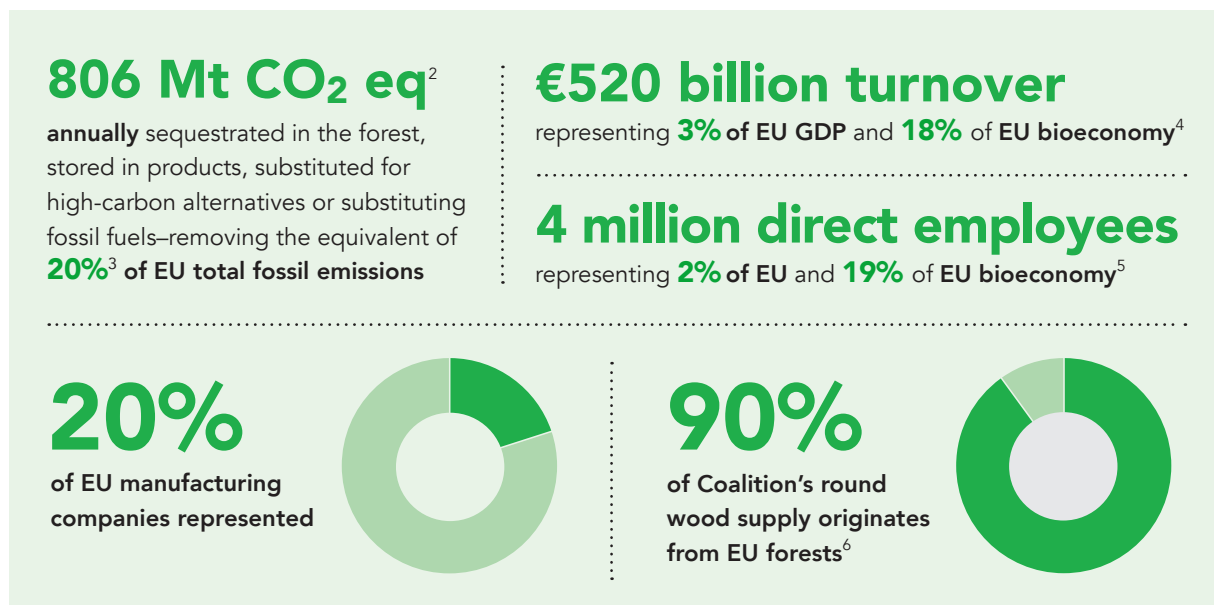 806 Mt CO₂ eq²
annually sequestrated in the forest,
stored in products, substituted for
high-carbon alternatives or substituting
fossil fuels–removing the equivalent of
20%³ of EU total fossil emissions
€520 billion turnover
representing 3% of EU GDP and 18% of EU bioeconomy⁴
4 million direct employees
representing 2% of EU and 19% of EU bioeconomy⁵
20%
of EU manufacturing
companies represented
90%
of Coalition’s round
wood supply originates
from EU forests⁶